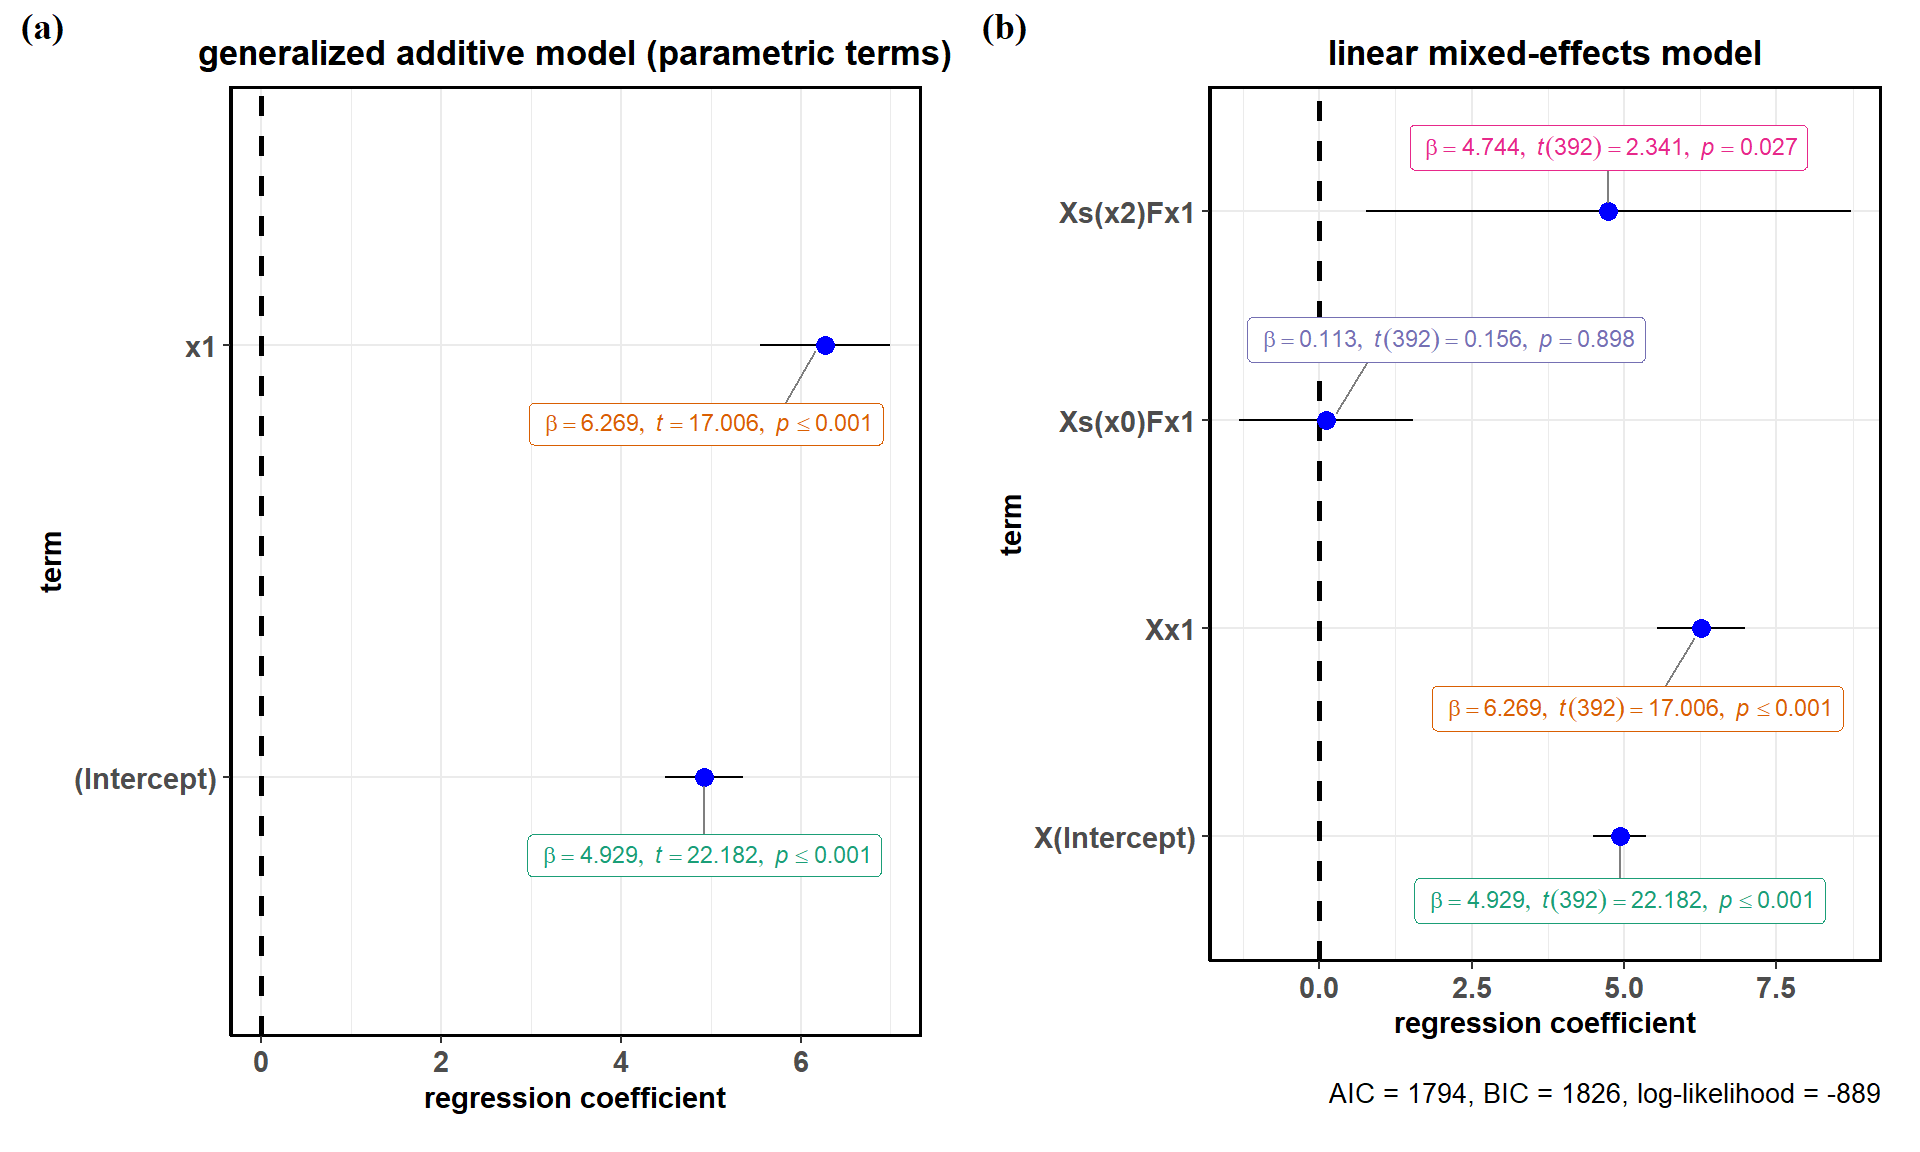 (a)
generalized additive model (parametric terms)
x1
β = 6.269, t = 17.006, p ≤ 0.001
term
(Intercept)
β = 4.929, t = 22.182, p ≤ 0.001
0 2 4 6
regression coefficient
(b)
linear mixed-effects model
β = 4.744, t(392) = 2.341, p = 0.027
Xs(x2)Fx1
β = 0.113, t(392) = 0.156, p = 0.898
Xs(x0)Fx1
term
Xx1
β = 6.269, t(392) = 17.006, p ≤ 0.001
X(Intercept)
β = 4.929, t(392) = 22.182, p ≤ 0.001
0.0 2.5 5.0 7.5
regression coefficient
AIC = 1794, BIC = 1826, log-likelihood = -889